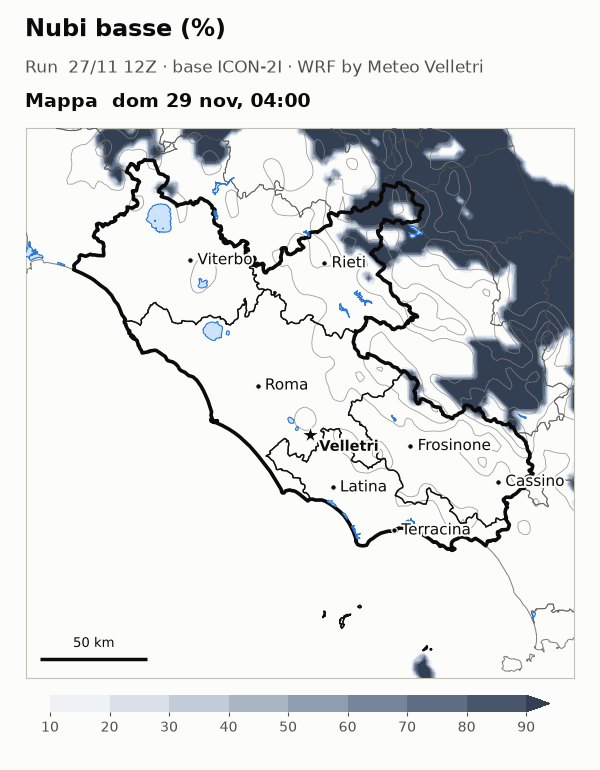 Nubi basse (%)
Run  27/11 12Z · base ICON-2I · WRF by Meteo Velletri
Mappa  dom 29 nov, 04:00
Viterbo
Rieti
Roma
Velletri
Frosinone
Cassino
Latina
Terracina
50 km
10 20 30 40 50 60 70 80 90